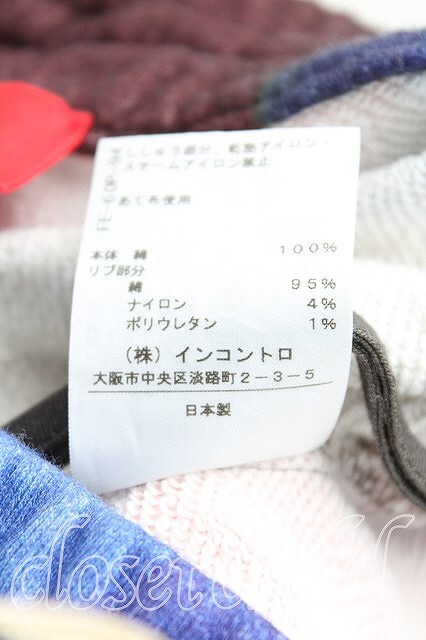 ししゅう部分、乾熱アイロン・
スチームアイロン禁止
あて布使用
本体 綿 100%
リブ部分
綿 95%
ナイロン 4%
ポリウレタン 1%
(株)インコントロ
大阪市中央区淡路町2-3-5
日本製
closet child